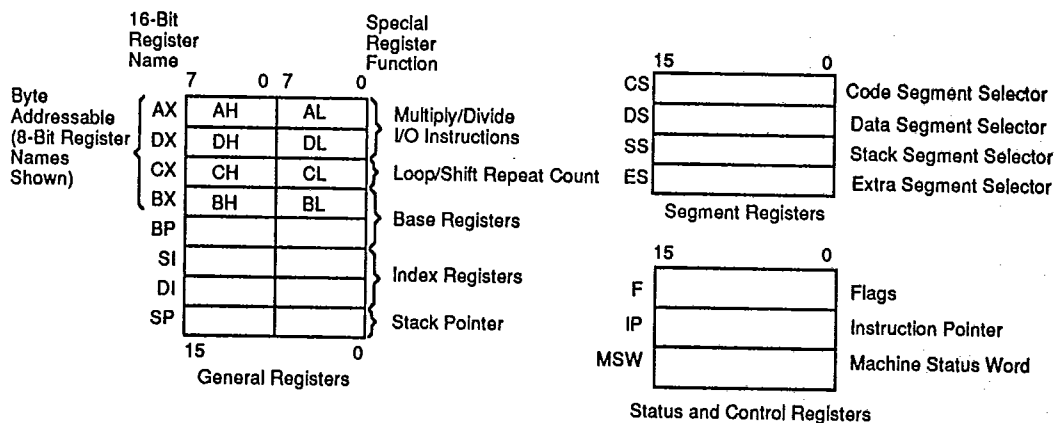 16-Bit
Register
Name
Special
Register
Function
7 0 7 0
Byte
Addressable
(8-Bit Register
Names
Shown)
AX AH AL
DX DH DL
CX CH CL
BX BH BL
BP
SI
DI
SP
Multiply/Divide
I/O Instructions
Loop/Shift Repeat Count
Base Registers
Index Registers
Stack Pointer
15 0
General Registers
15 0
CS Code Segment Selector
DS Data Segment Selector
SS Stack Segment Selector
ES Extra Segment Selector
Segment Registers
15 0
F Flags
IP Instruction Pointer
MSW Machine Status Word
Status and Control Registers